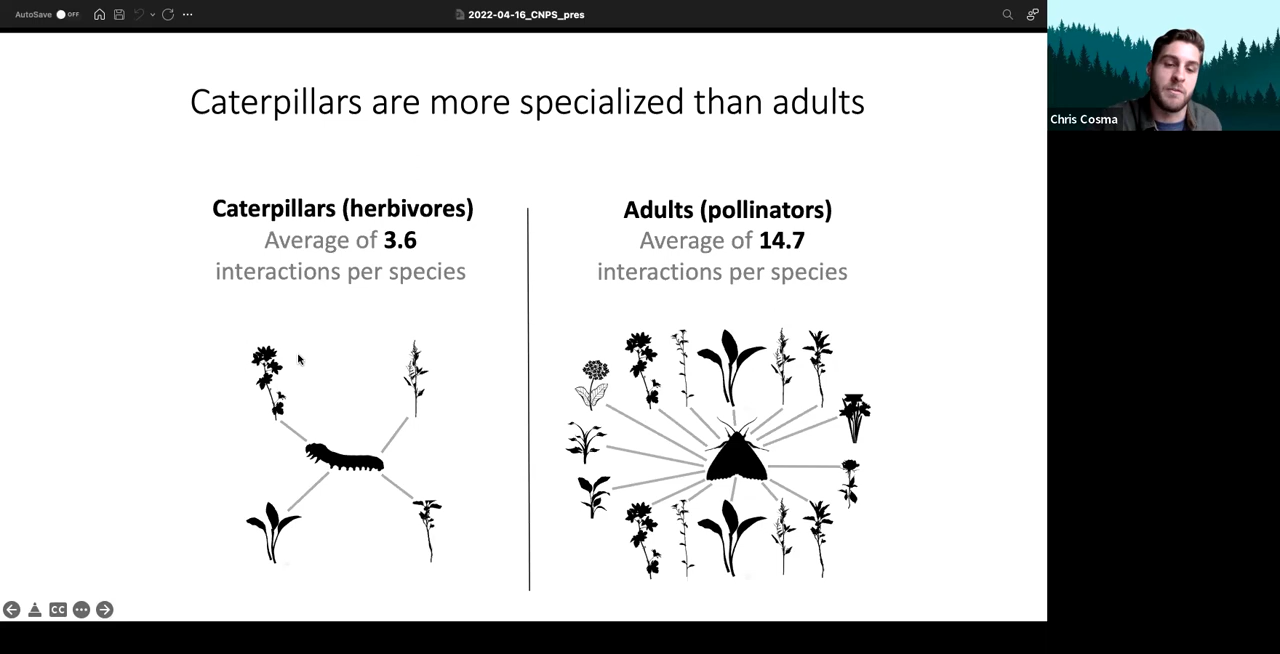 AutoSave OFF
2022-04-16_CNPS_pres
Chris Cosma
Caterpillars are more specialized than adults
Caterpillars (herbivores)
Average of 3.6
interactions per species
Adults (pollinators)
Average of 14.7
interactions per species
CC